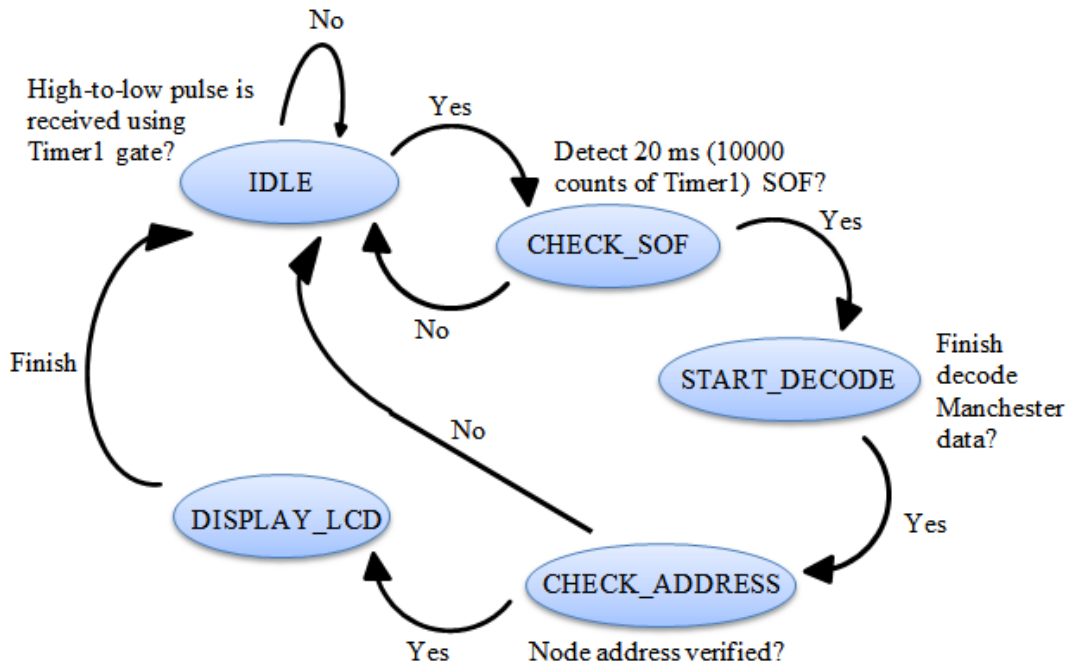 No
High-to-low pulse is
received using
Timer1 gate?
Yes
IDLE
Detect 20 ms (10000
counts of Timer1) SOF?
CHECK_SOF
Yes
No
Finish
START_DECODE
Finish
decode
Manchester
data?
No
DISPLAY_LCD
Yes
CHECK_ADDRESS
Yes
Node address verified?